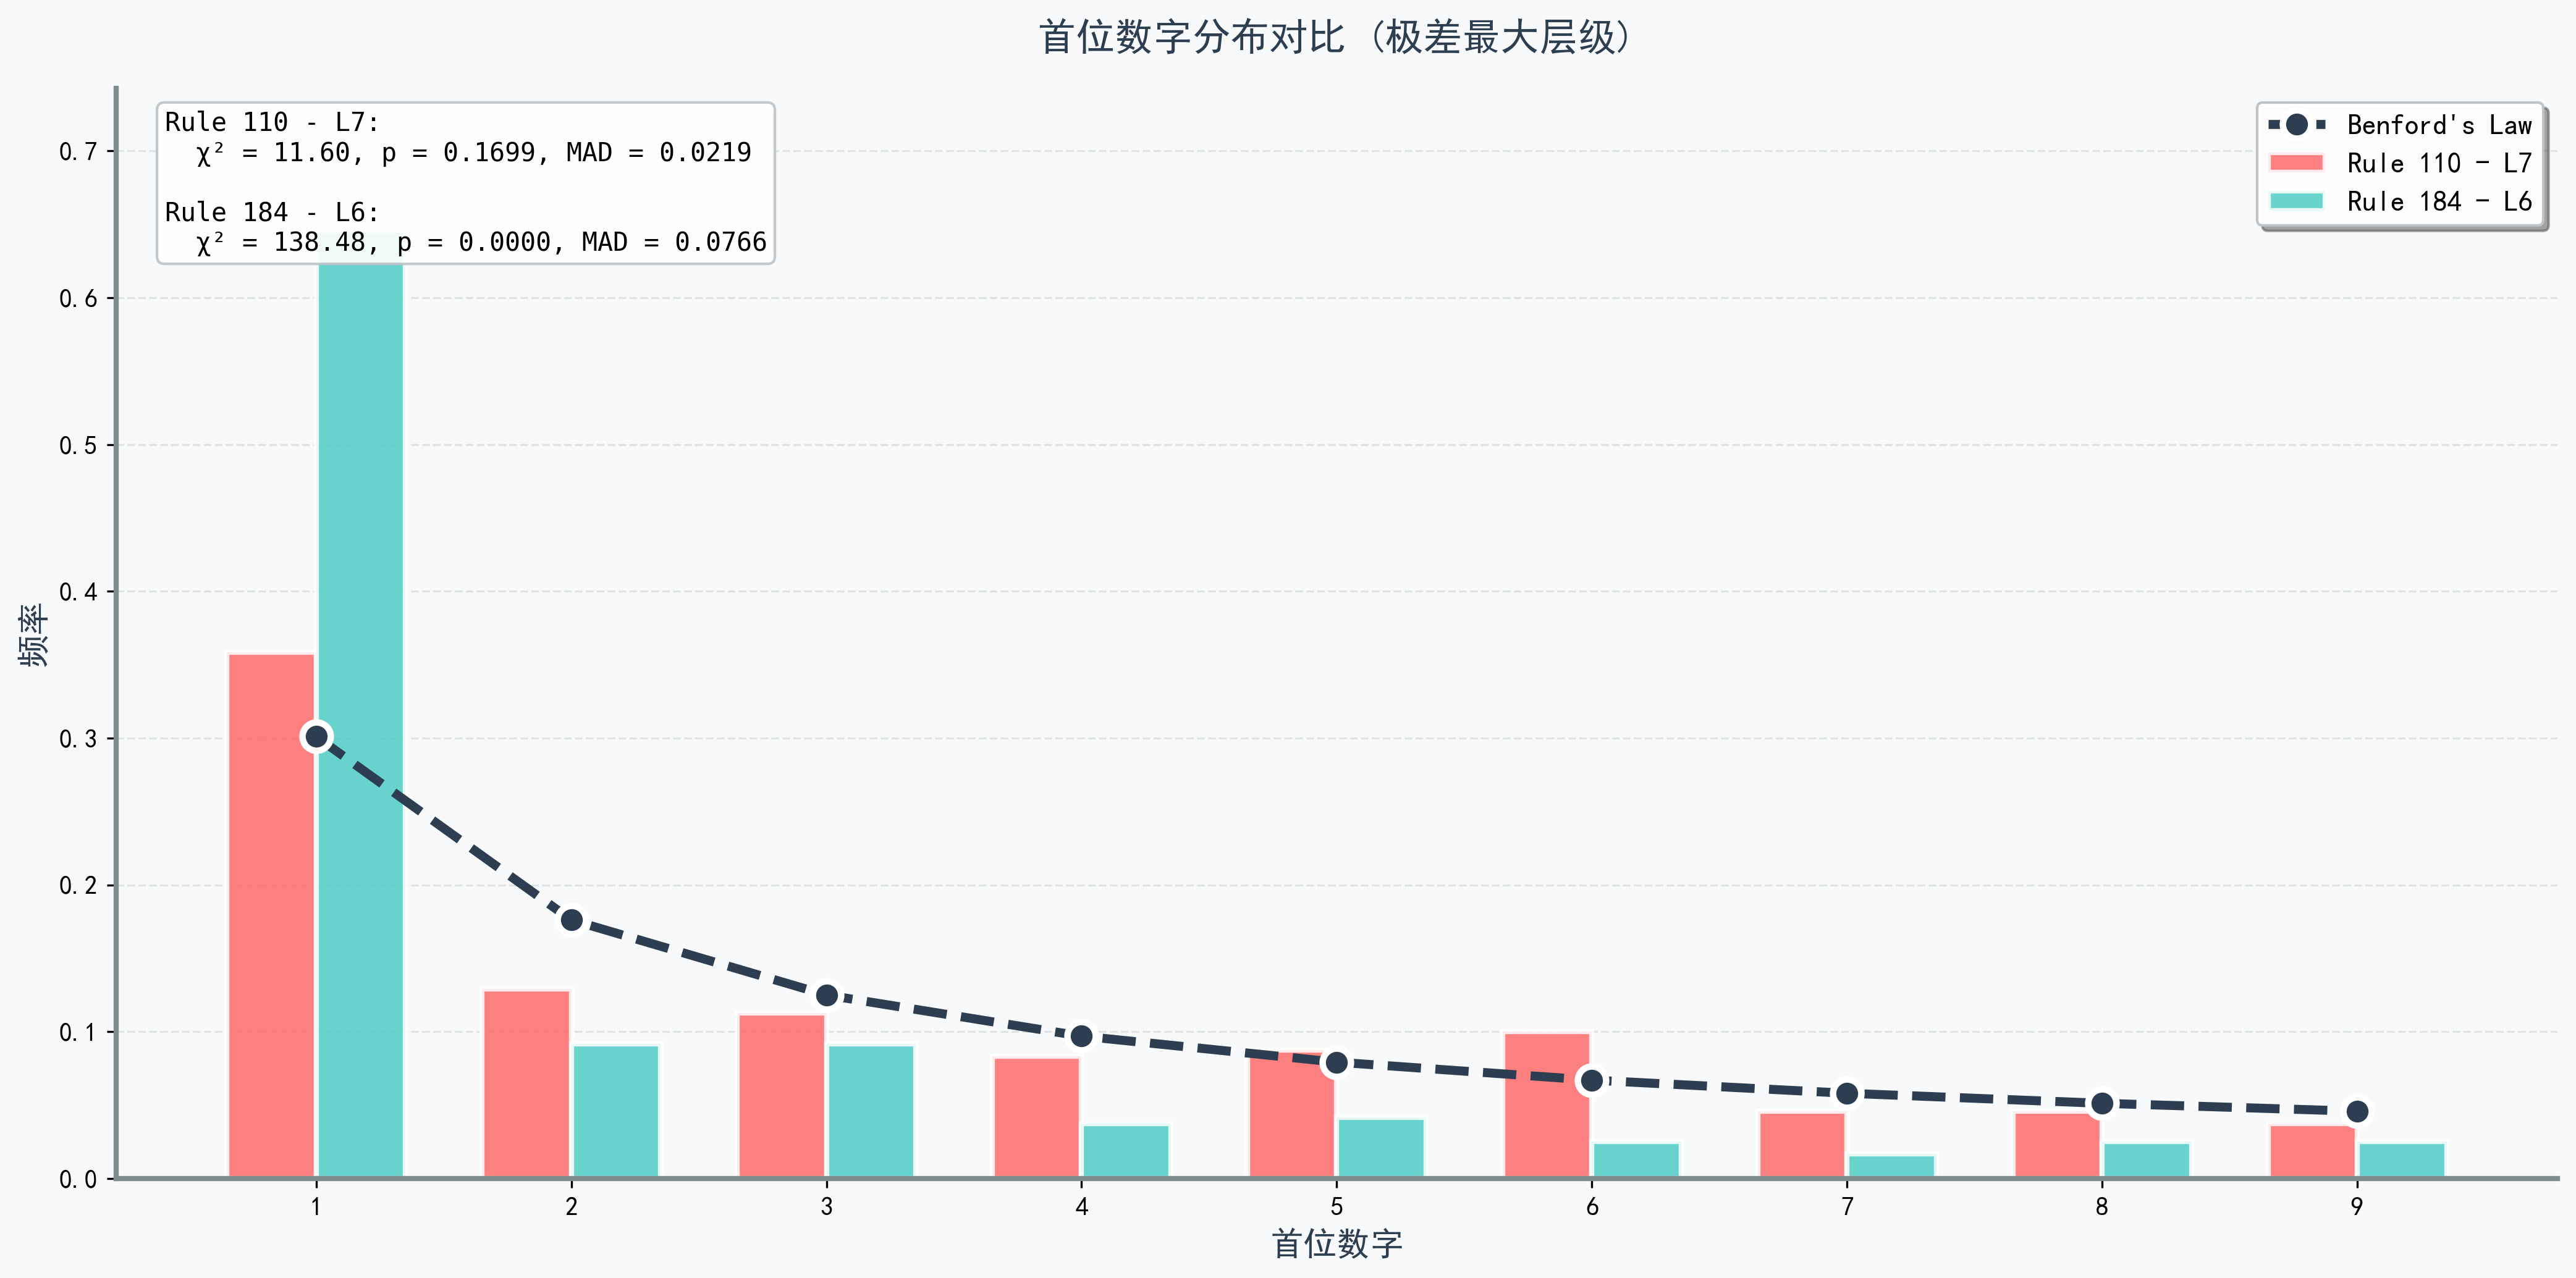 首位数字分布对比 (极差最大层级)
Rule 110 - L7:
χ² = 11.60, p = 0.1699, MAD = 0.0219
Rule 184 - L6:
χ² = 138.48, p = 0.0000, MAD = 0.0766
Benford's Law
Rule 110 - L7
Rule 184 - L6
频率
0.7
0.6
0.5
0.4
0.3
0.2
0.1
0.0
1 2 3 4 5 6 7 8 9
首位数字